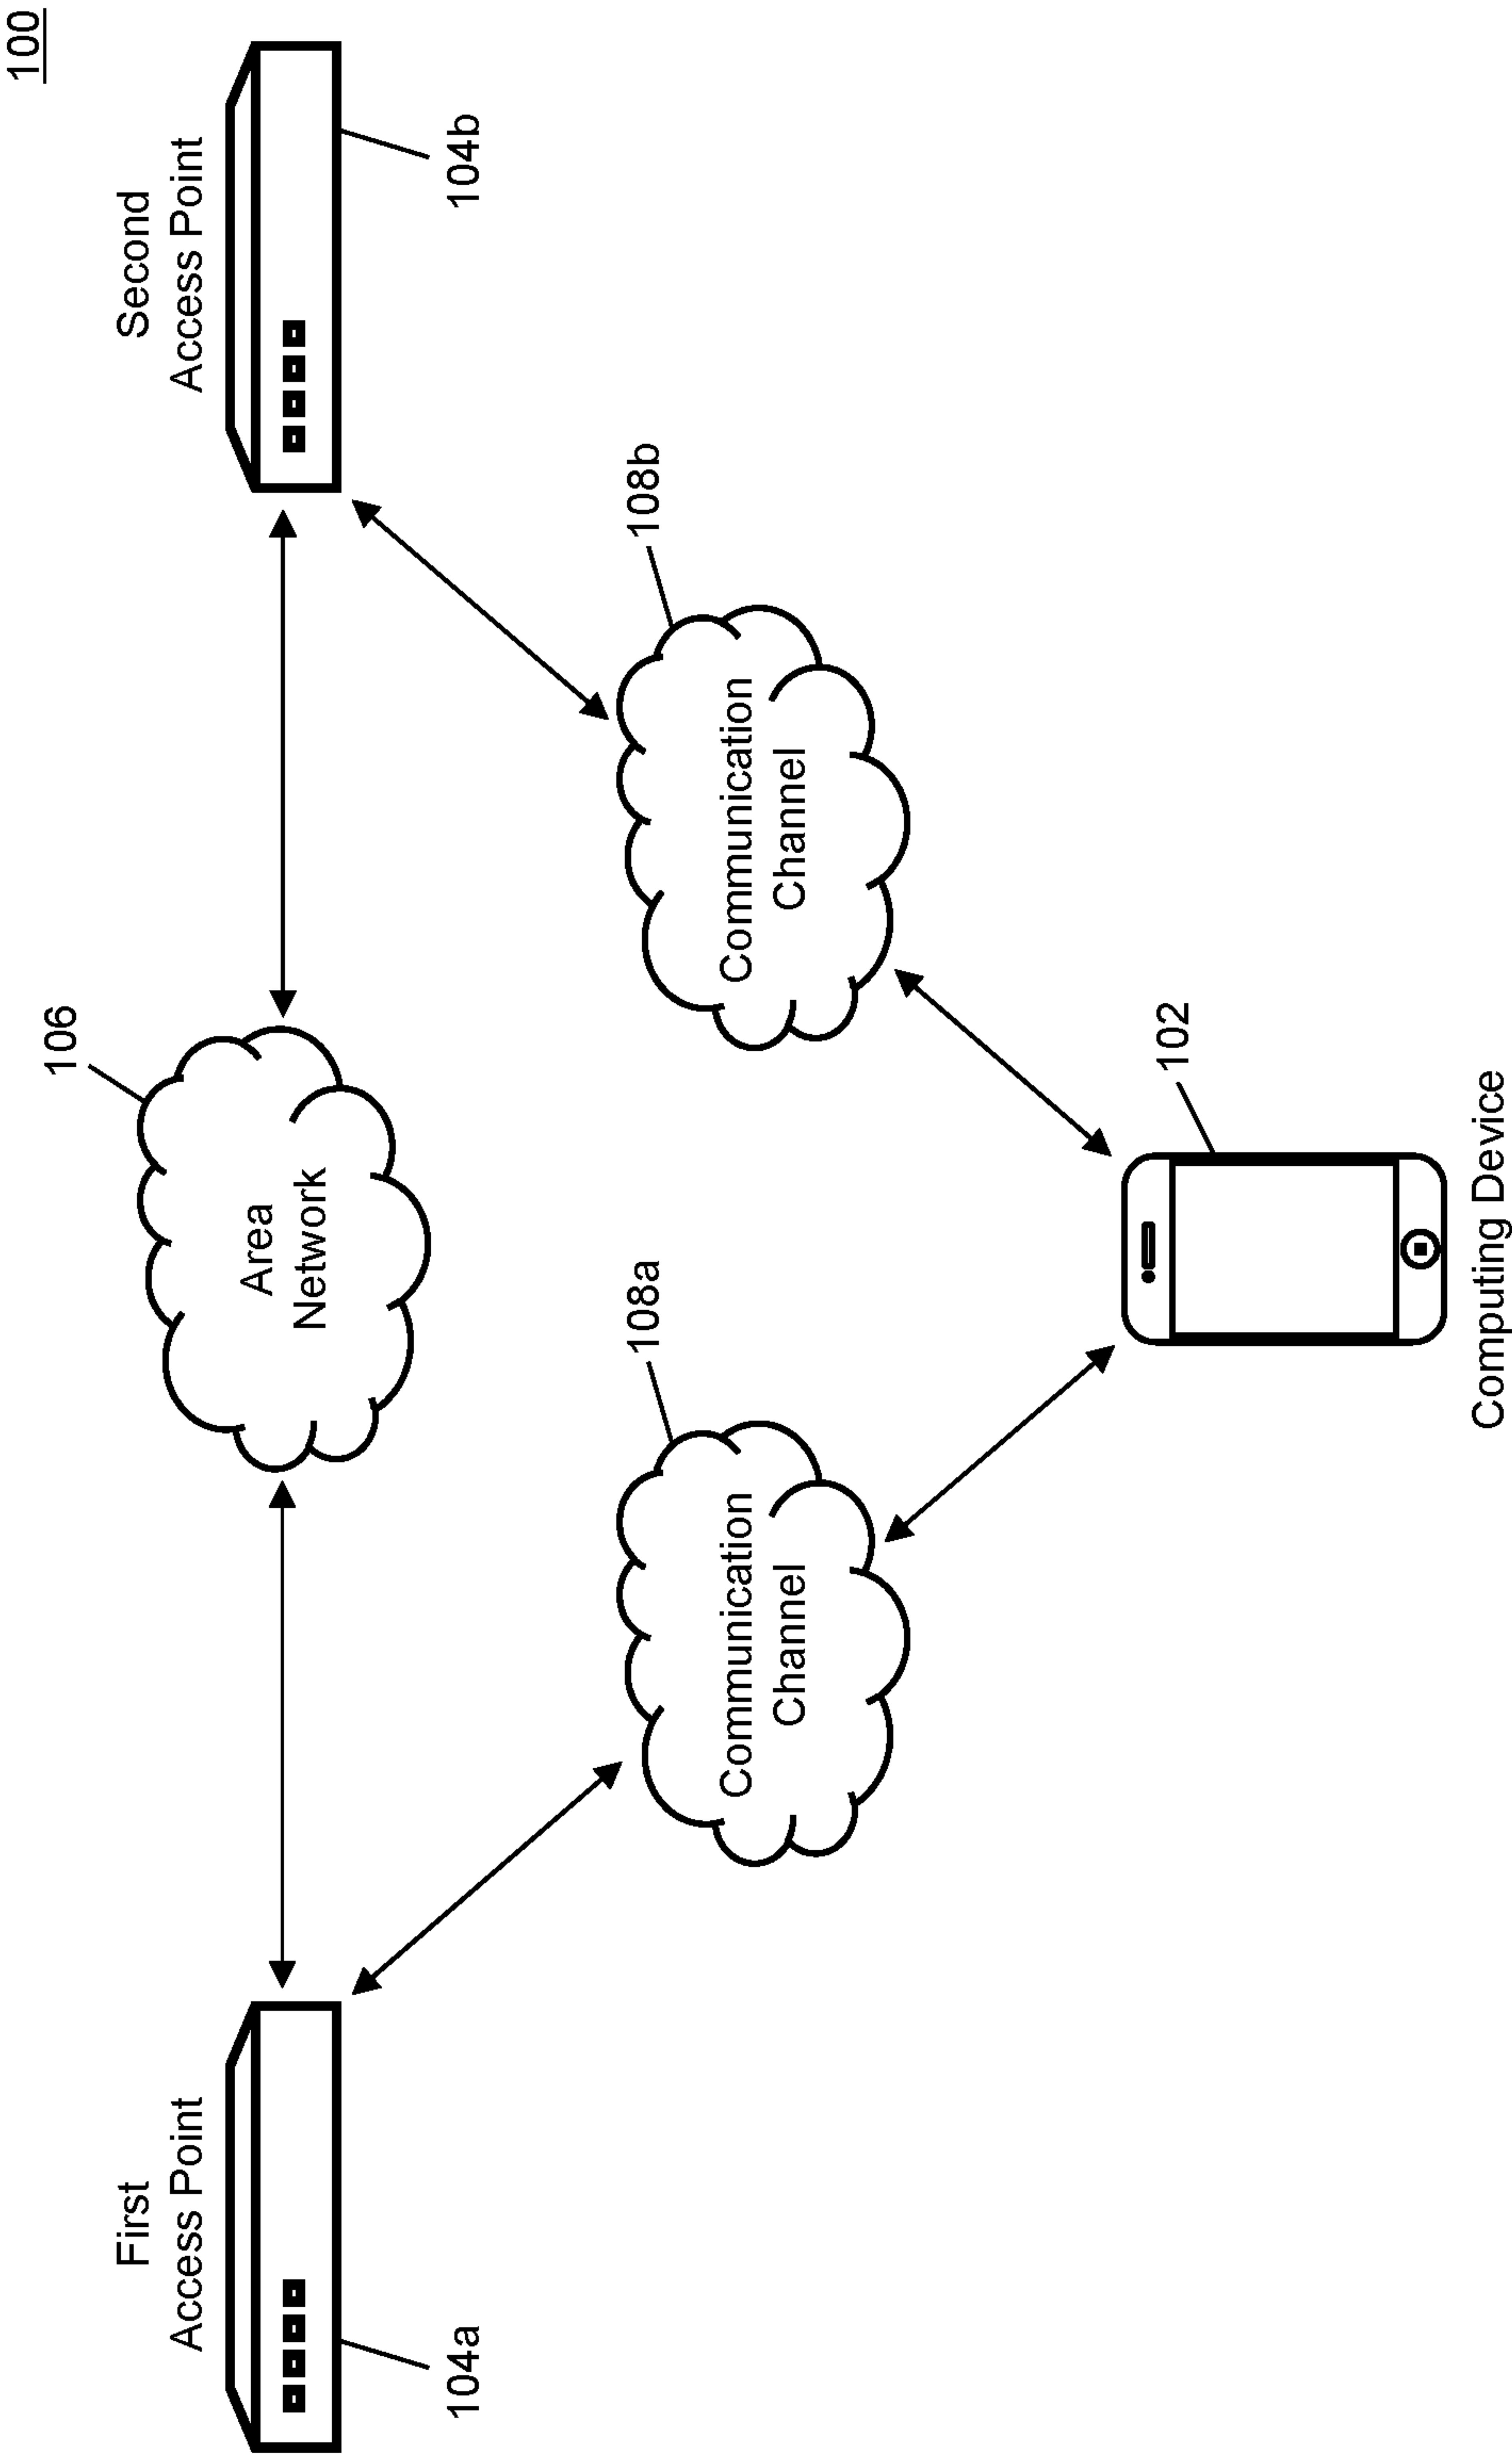 100
First
Access Point
104a
106
Area
Network
Second
Access Point
104b
108a
Communication
Channel
108b
Communication
Channel
102
Computing Device